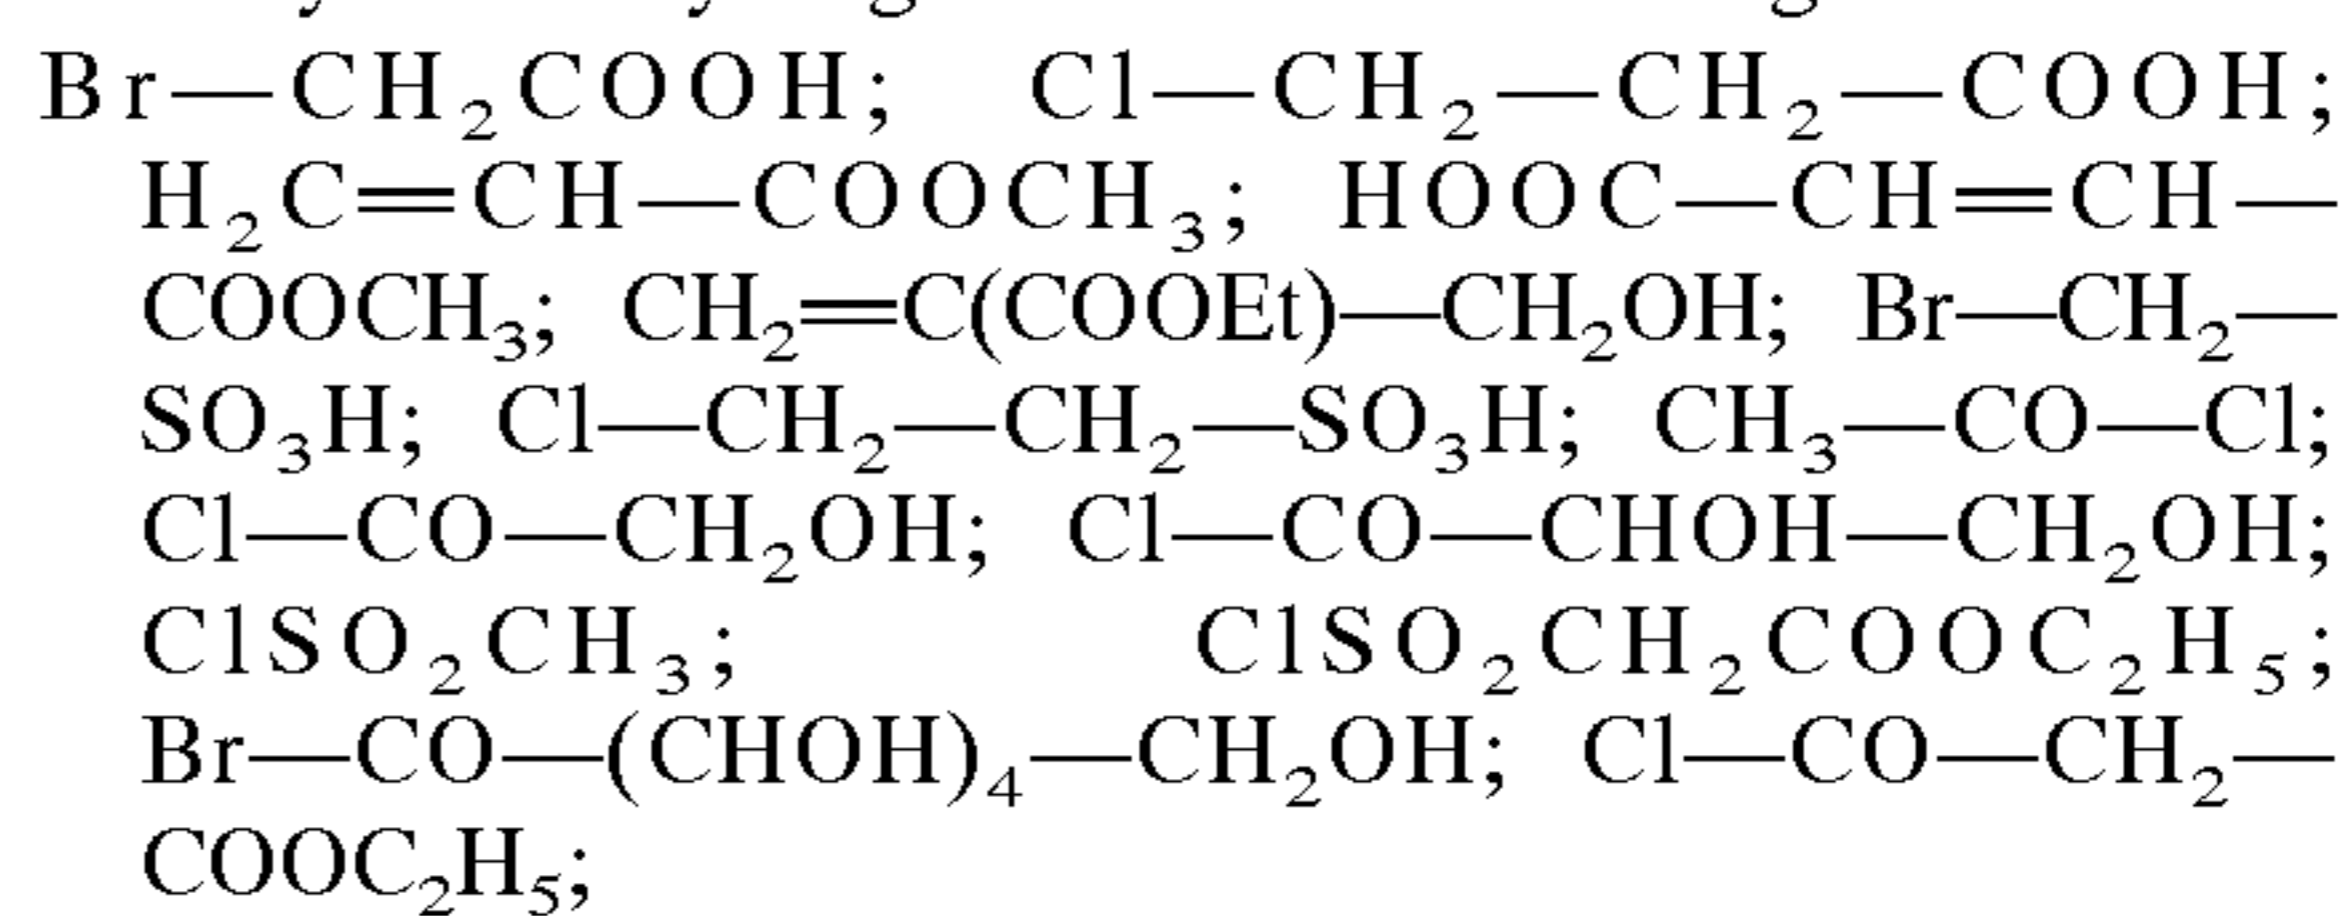 Br—CH₂COOH; Cl—CH₂—CH₂—COOH;
H₂C=CH—COOCH₃; HOOC—CH=CH—
COOCH₃; CH₂=C(COOEt)—CH₂OH; Br—CH₂—
SO₃H; Cl—CH₂—CH₂—SO₃H; CH₃—CO—Cl;
Cl—CO—CH₂OH; Cl—CO—CHOH—CH₂OH;
ClSO₂CH₃; ClSO₂CH₂COOC₂H₅;
Br—CO—(CHOH)₄—CH₂OH; Cl—CO—CH₂—
COOC₂H₅;